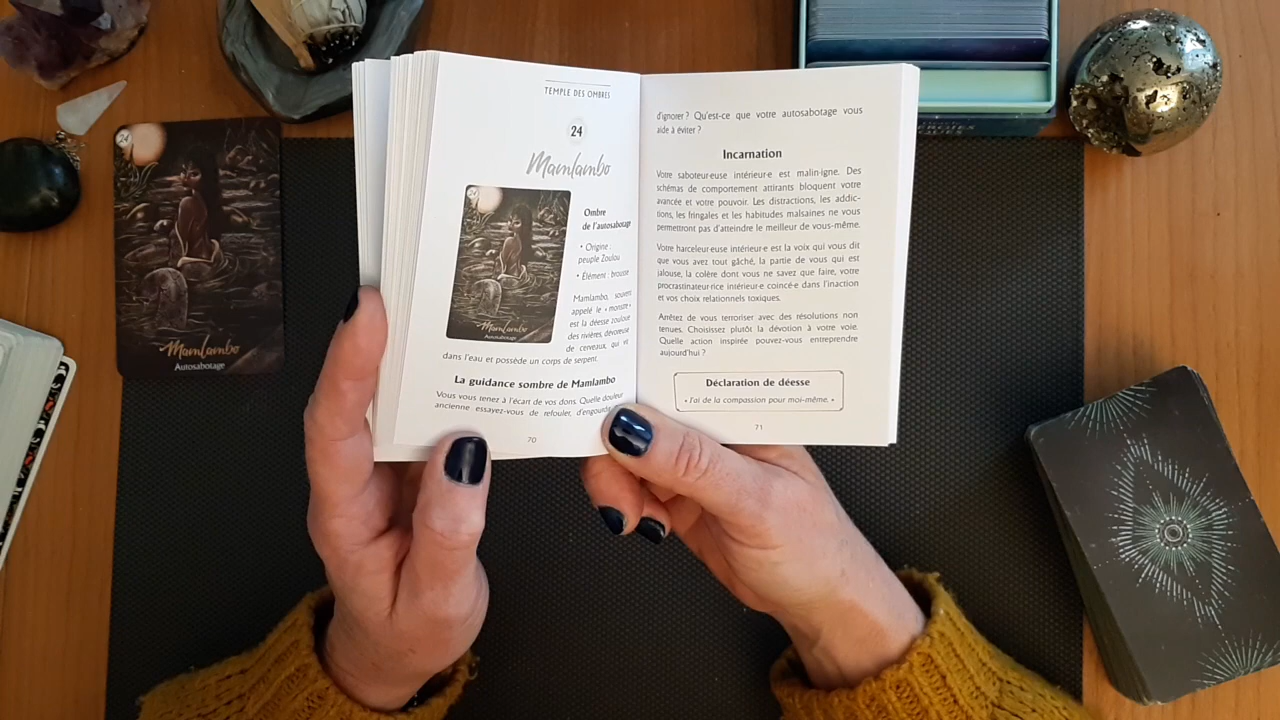 24
Mamlambo
Autosabotage
TEMPLE DES OMBRES
24
Mamlambo
Ombre
de l'autosabotage
• Origine :
peuple Zoulou
• Élément : brousse
Mamlambo
Autosabotage
Mamlambo, souvent
appelé le « monstre »
est la déesse zouloue
des rivières, dévoreuse
de cerveaux, qui vit
dans l'eau et possède un corps de serpent.
La guidance sombre de Mamlambo
Vous vous tenez à l'écart de vos dons. Quelle douleur
ancienne essayez-vous de refouler,
70
d'ignorer ? Qu'est-ce que votre autosabotage vous
aide à éviter ?
Incarnation
Votre saboteur·euse intérieur·e est malin·igne. Des
schémas de comportement attirants bloquent votre
avancée et votre pouvoir. Les distractions, les addic-
tions, les fringales et les habitudes malsaines ne vous
permettront pas d'atteindre le meilleur de vous-même.
Votre harceleur·euse intérieur·e est la voix qui vous dit
que vous avez tout gâché, la partie de vous qui est
jalouse, la colère dont vous ne savez que faire, votre
procrastinateur·rice intérieur·e coincé·e dans l'inaction
et vos choix relationnels toxiques.
Arrêtez de vous terroriser avec des résolutions non
tenues. Choisissez plutôt la dévotion à votre voie.
Quelle action inspirée pouvez-vous entreprendre
aujourd'hui ?
Déclaration de déesse
« J'ai de la compassion pour moi-même. »
71